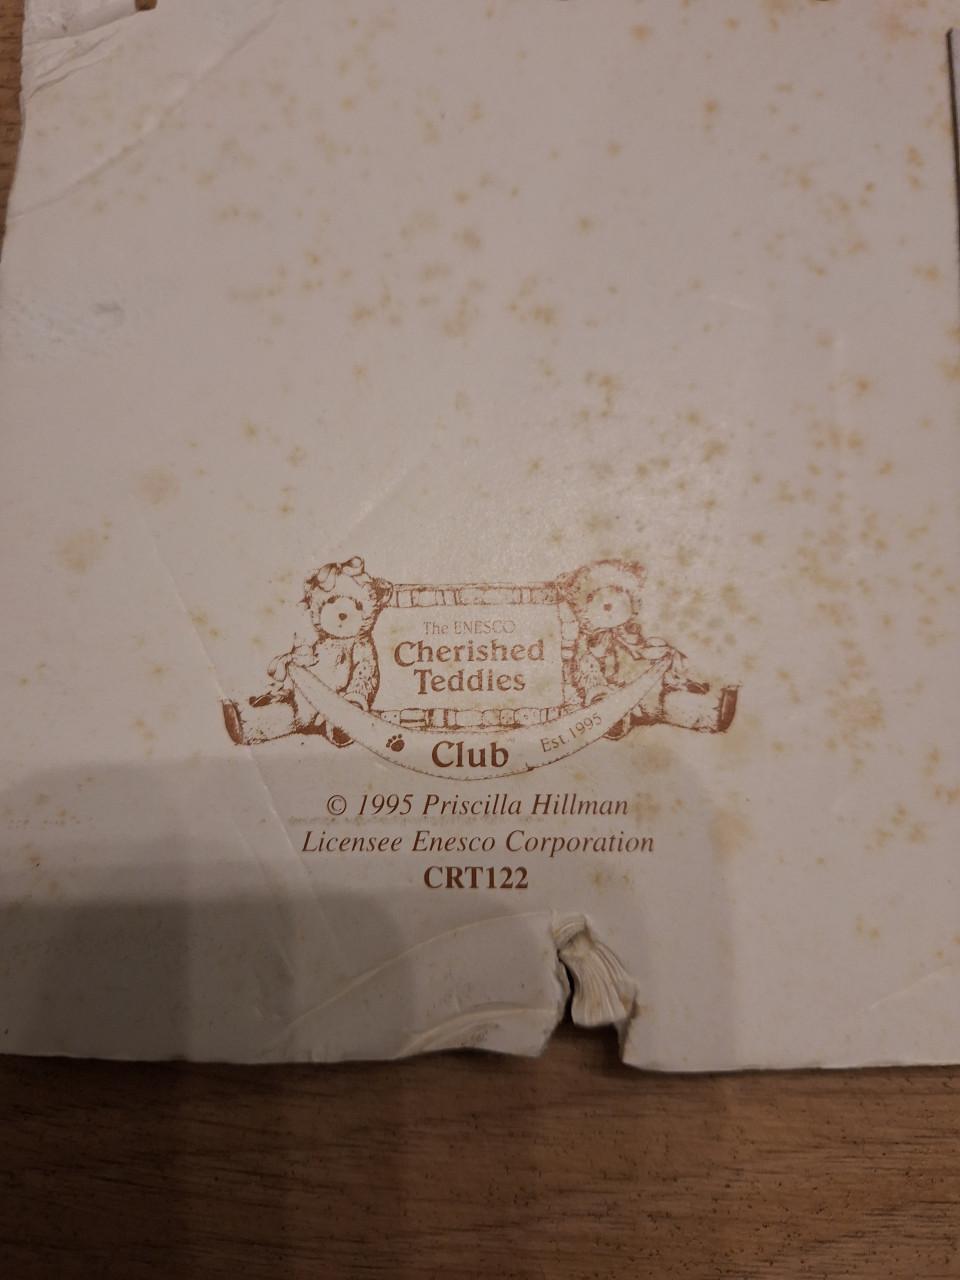 The ENESCO
Cherished
Teddies
Club
Est 1995
© 1995 Priscilla Hillman
Licensee Enesco Corporation
CRT122